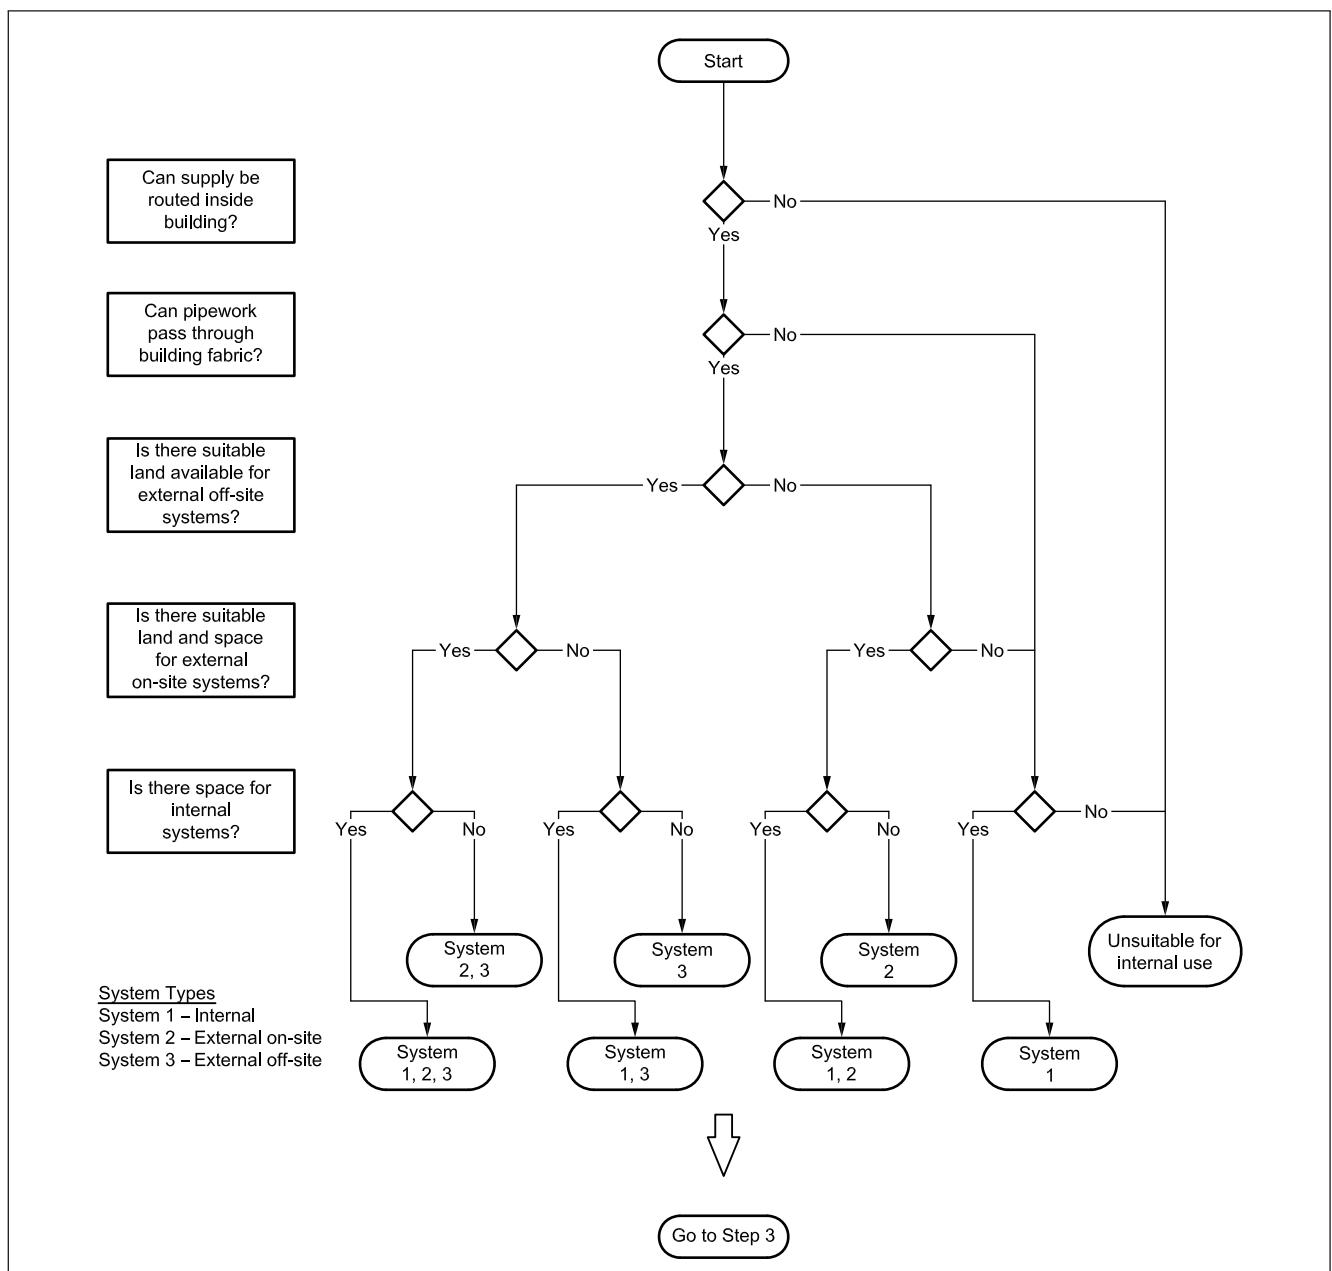 Start
Can supply be
routed inside
building?
No
Yes
Can pipework
pass through
building fabric?
No
Yes
Is there suitable
land available for
external off-site
systems?
Yes
No
Is there suitable
land and space
for external
on-site systems?
Yes
No
Yes
No
Is there space for
internal
systems?
Yes
No
Yes
No
Yes
No
Yes
No
System
2, 3
System
3
System
2
Unsuitable for
internal use
System Types
System 1 – Internal
System 2 – External on-site
System 3 – External off-site
System
1, 2, 3
System
1, 3
System
1, 2
System
1
Go to Step 3